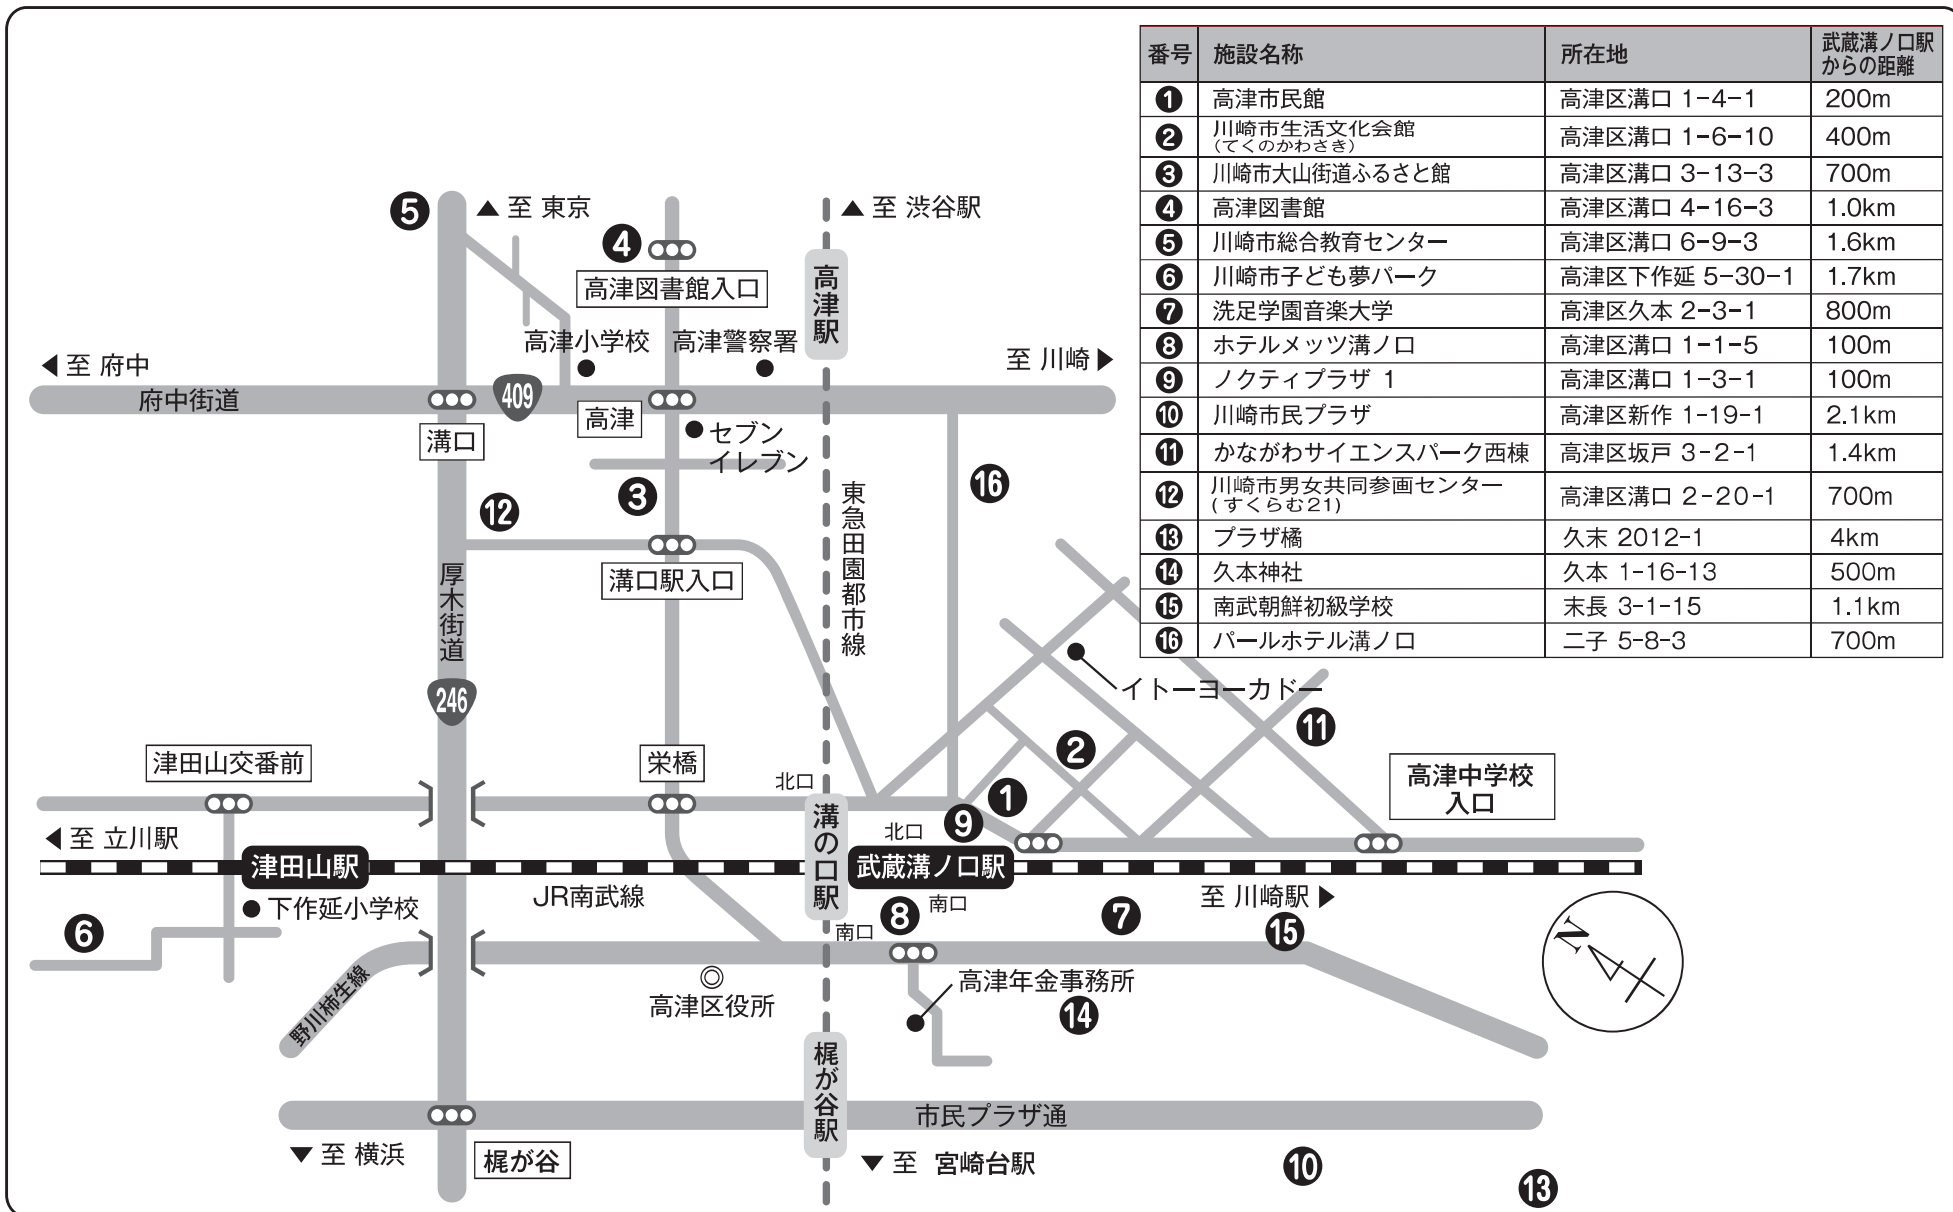 番号 施設名称 所在地 武蔵溝ノ口駅からの距離
❶ 高津市民館 高津区溝口 1-4-1 200m
❷ 川崎市生活文化会館 (てくのかわさき) 高津区溝口 1-6-10 400m
❸ 川崎市大山街道ふるさと館 高津区溝口 3-13-3 700m
❹ 高津図書館 高津区溝口 4-16-3 1.0km
❺ 川崎市総合教育センター 高津区溝口 6-9-3 1.6km
❻ 川崎市子ども夢パーク 高津区下作延 5-30-1 1.7km
❼ 洗足学園音楽大学 高津区久本 2-3-1 800m
❽ ホテルメッツ溝ノ口 高津区溝口 1-1-5 100m
❾ ノクティプラザ 1 高津区溝口 1-3-1 100m
❿ 川崎市民プラザ 高津区新作 1-19-1 2.1km
⓫ かながわサイエンスパーク西棟 高津区坂戸 3-2-1 1.4km
⓬ 川崎市男女共同参画センター (すくらむ21) 高津区溝口 2-20-1 700m
⓭ プラザ橘 久末 2012-1 4km
⓮ 久本神社 久本 1-16-13 500m
⓯ 南武朝鮮初級学校 末長 3-1-15 1.1km
⓰ パールホテル溝ノ口 二子 5-8-3 700m
❺
▲ 至 東京
▲ 至 渋谷駅
❹
高津図書館入口
高津駅
高津小学校
高津警察署
◀ 至 府中
至 川崎 ▶
府中街道
409
溝口
高津
セブン
イレブン
❸
⓬
⓰
東急田園都市線
溝口駅入口
厚木街道
246
イトーヨーカドー
⓫
❷
❶
❾
津田山交番前
栄橋
北口
高津中学校
入口
◀ 至 立川駅
溝の口駅
北口
津田山駅
武蔵溝ノ口駅
下作延小学校
JR南武線
❽
南口
❼
至 川崎駅 ▶
⓯
❻
南口
野川柿生線
高津区役所
高津年金事務所
⓮
N
梶が谷駅
市民プラザ通
▼ 至 横浜
梶が谷
▼ 至 宮崎台駅
❿
⓭